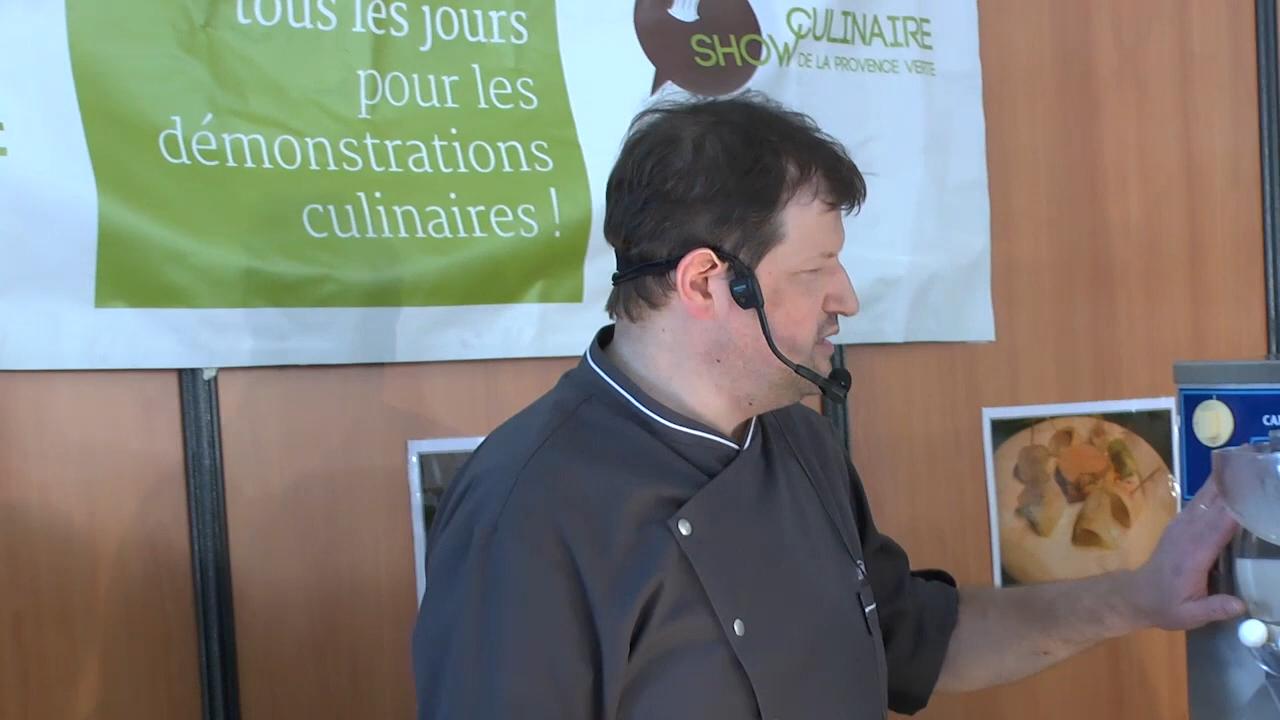 tous les jours
pour les
démonstrations
culinaires !
SHOW CULINAIRE
DE LA PROVENCE VERTE